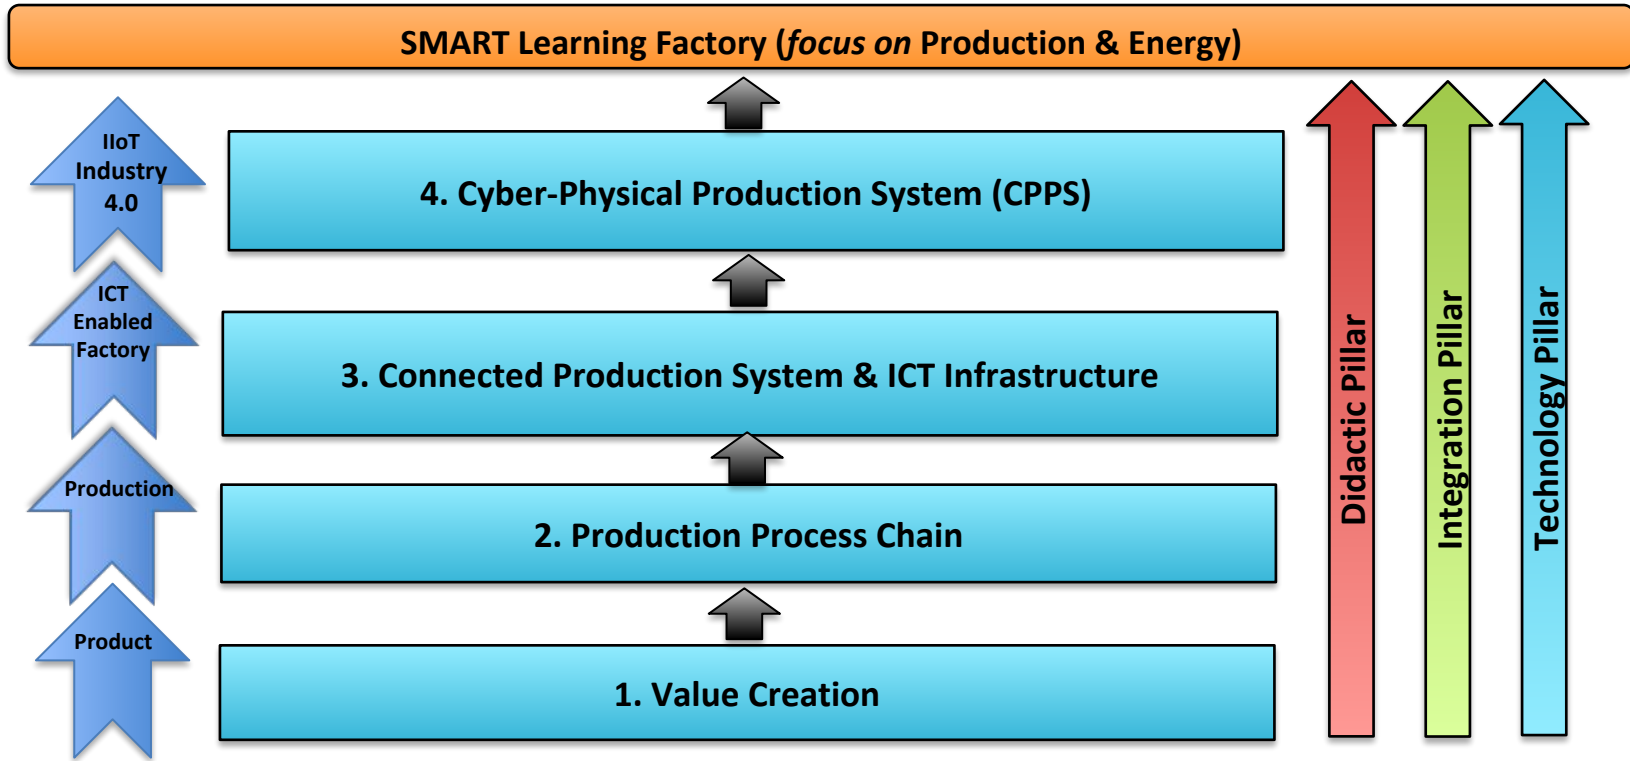 SMART Learning Factory (focus on Production & Energy)
IIoT
Industry
4.0
4. Cyber-Physical Production System (CPPS)
ICT
Enabled
Factory
3. Connected Production System & ICT Infrastructure
Production
2. Production Process Chain
Product
1. Value Creation
Didactic Pillar
Integration Pillar
Technology Pillar